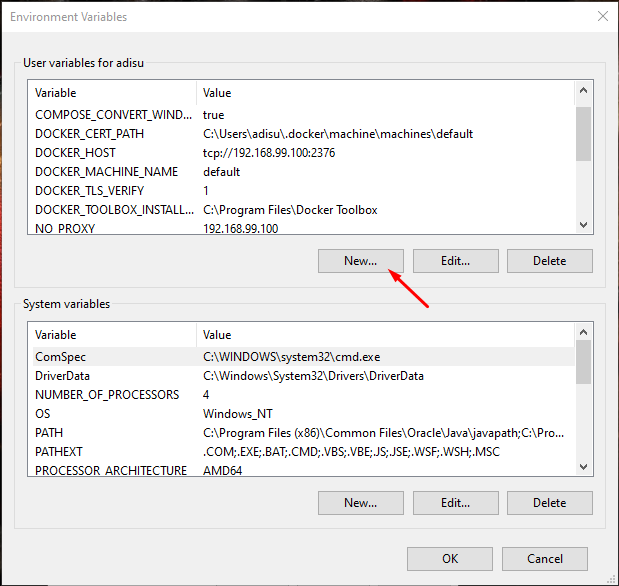 Environment Variables
User variables for adisu
Variable Value
COMPOSE_CONVERT_WIND... true
DOCKER_CERT_PATH C:\Users\adisu\.docker\machine\machines\default
DOCKER_HOST tcp://192.168.99.100:2376
DOCKER_MACHINE_NAME default
DOCKER_TLS_VERIFY 1
DOCKER_TOOLBOX_INSTALL... C:\Program Files\Docker Toolbox
NO_PROXY 192.168.99.100
New... Edit... Delete
System variables
Variable Value
ComSpec C:\WINDOWS\system32\cmd.exe
DriverData C:\Windows\System32\Drivers\DriverData
NUMBER_OF_PROCESSORS 4
OS Windows_NT
PATH C:\Program Files (x86)\Common Files\Oracle\Java\javapath;C:\Pro...
PATHEXT .COM;.EXE;.BAT;.CMD;.VBS;.VBE;.JS;.JSE;.WSF;.WSH;.MSC
PROCESSOR_ARCHITECTURE AMD64
New... Edit... Delete
OK Cancel